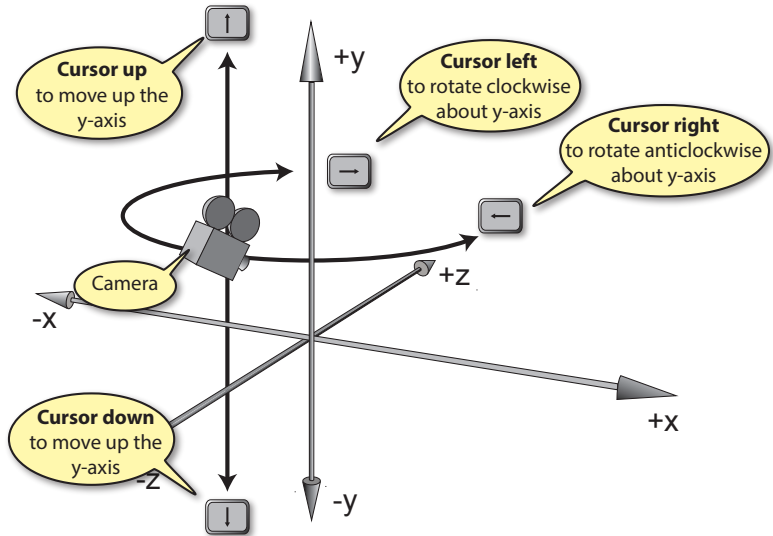 Cursor up
to move up the
y-axis
+y
Cursor left
to rotate clockwise
about y-axis
Cursor right
to rotate anticlockwise
about y-axis
Camera
+z
-x
+x
Cursor down
to move up the
y-axis
-z
-y